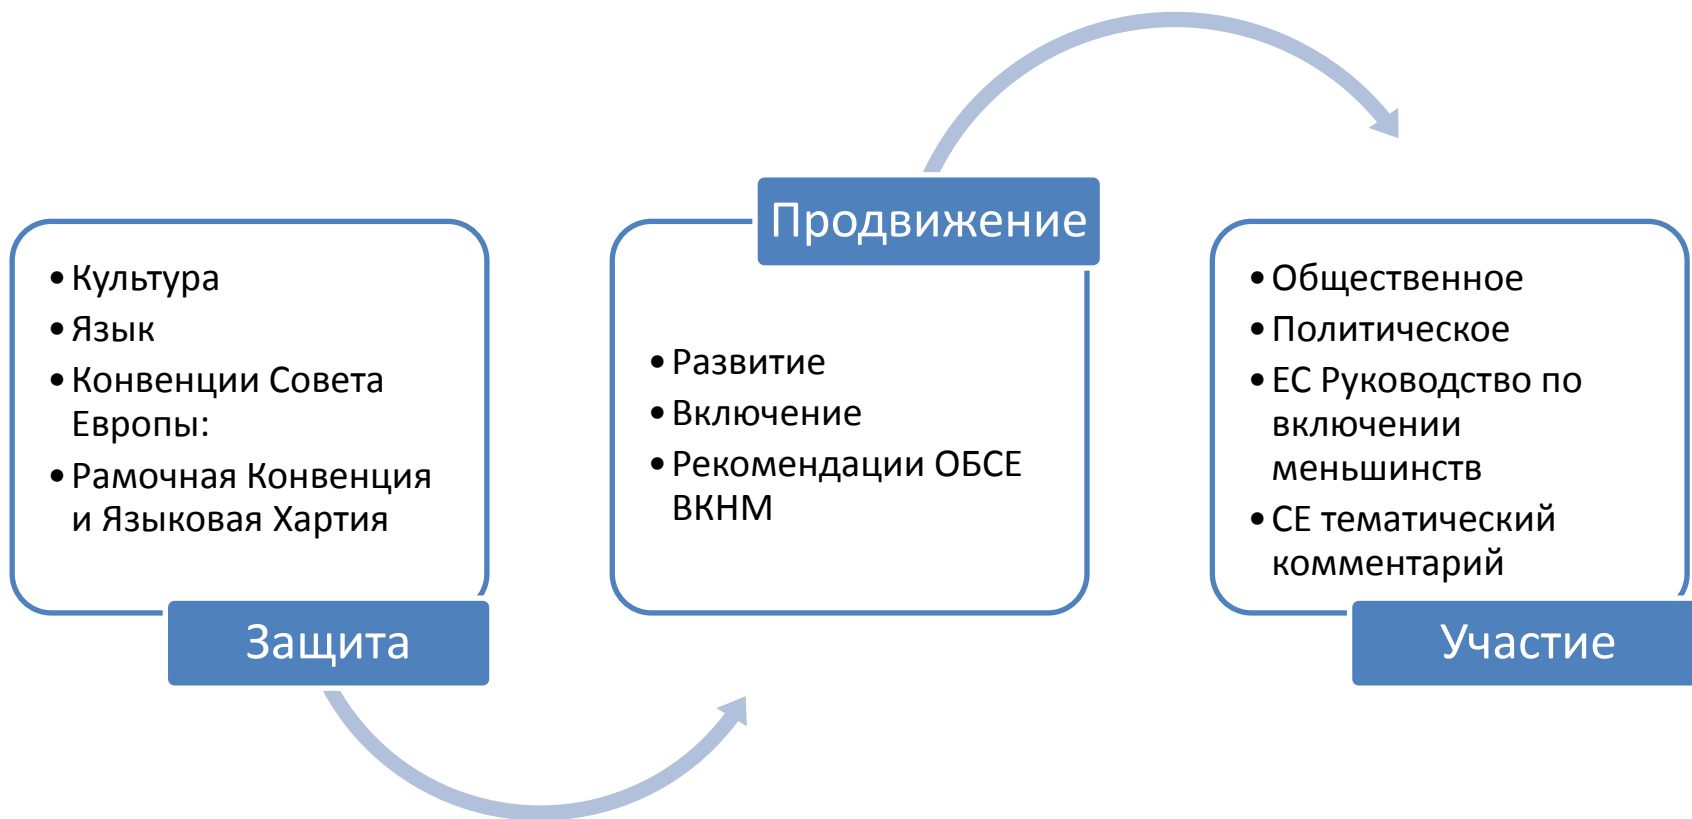 • Культура
• Язык
• Конвенции Совета
Европы:
• Рамочная Конвенция
и Языковая Хартия
Защита
Продвижение
• Развитие
• Включение
• Рекомендации ОБСЕ
ВКНМ
• Общественное
• Политическое
• ЕС Руководство по
включении
меньшинств
• СЕ тематический
комментарий
Участие